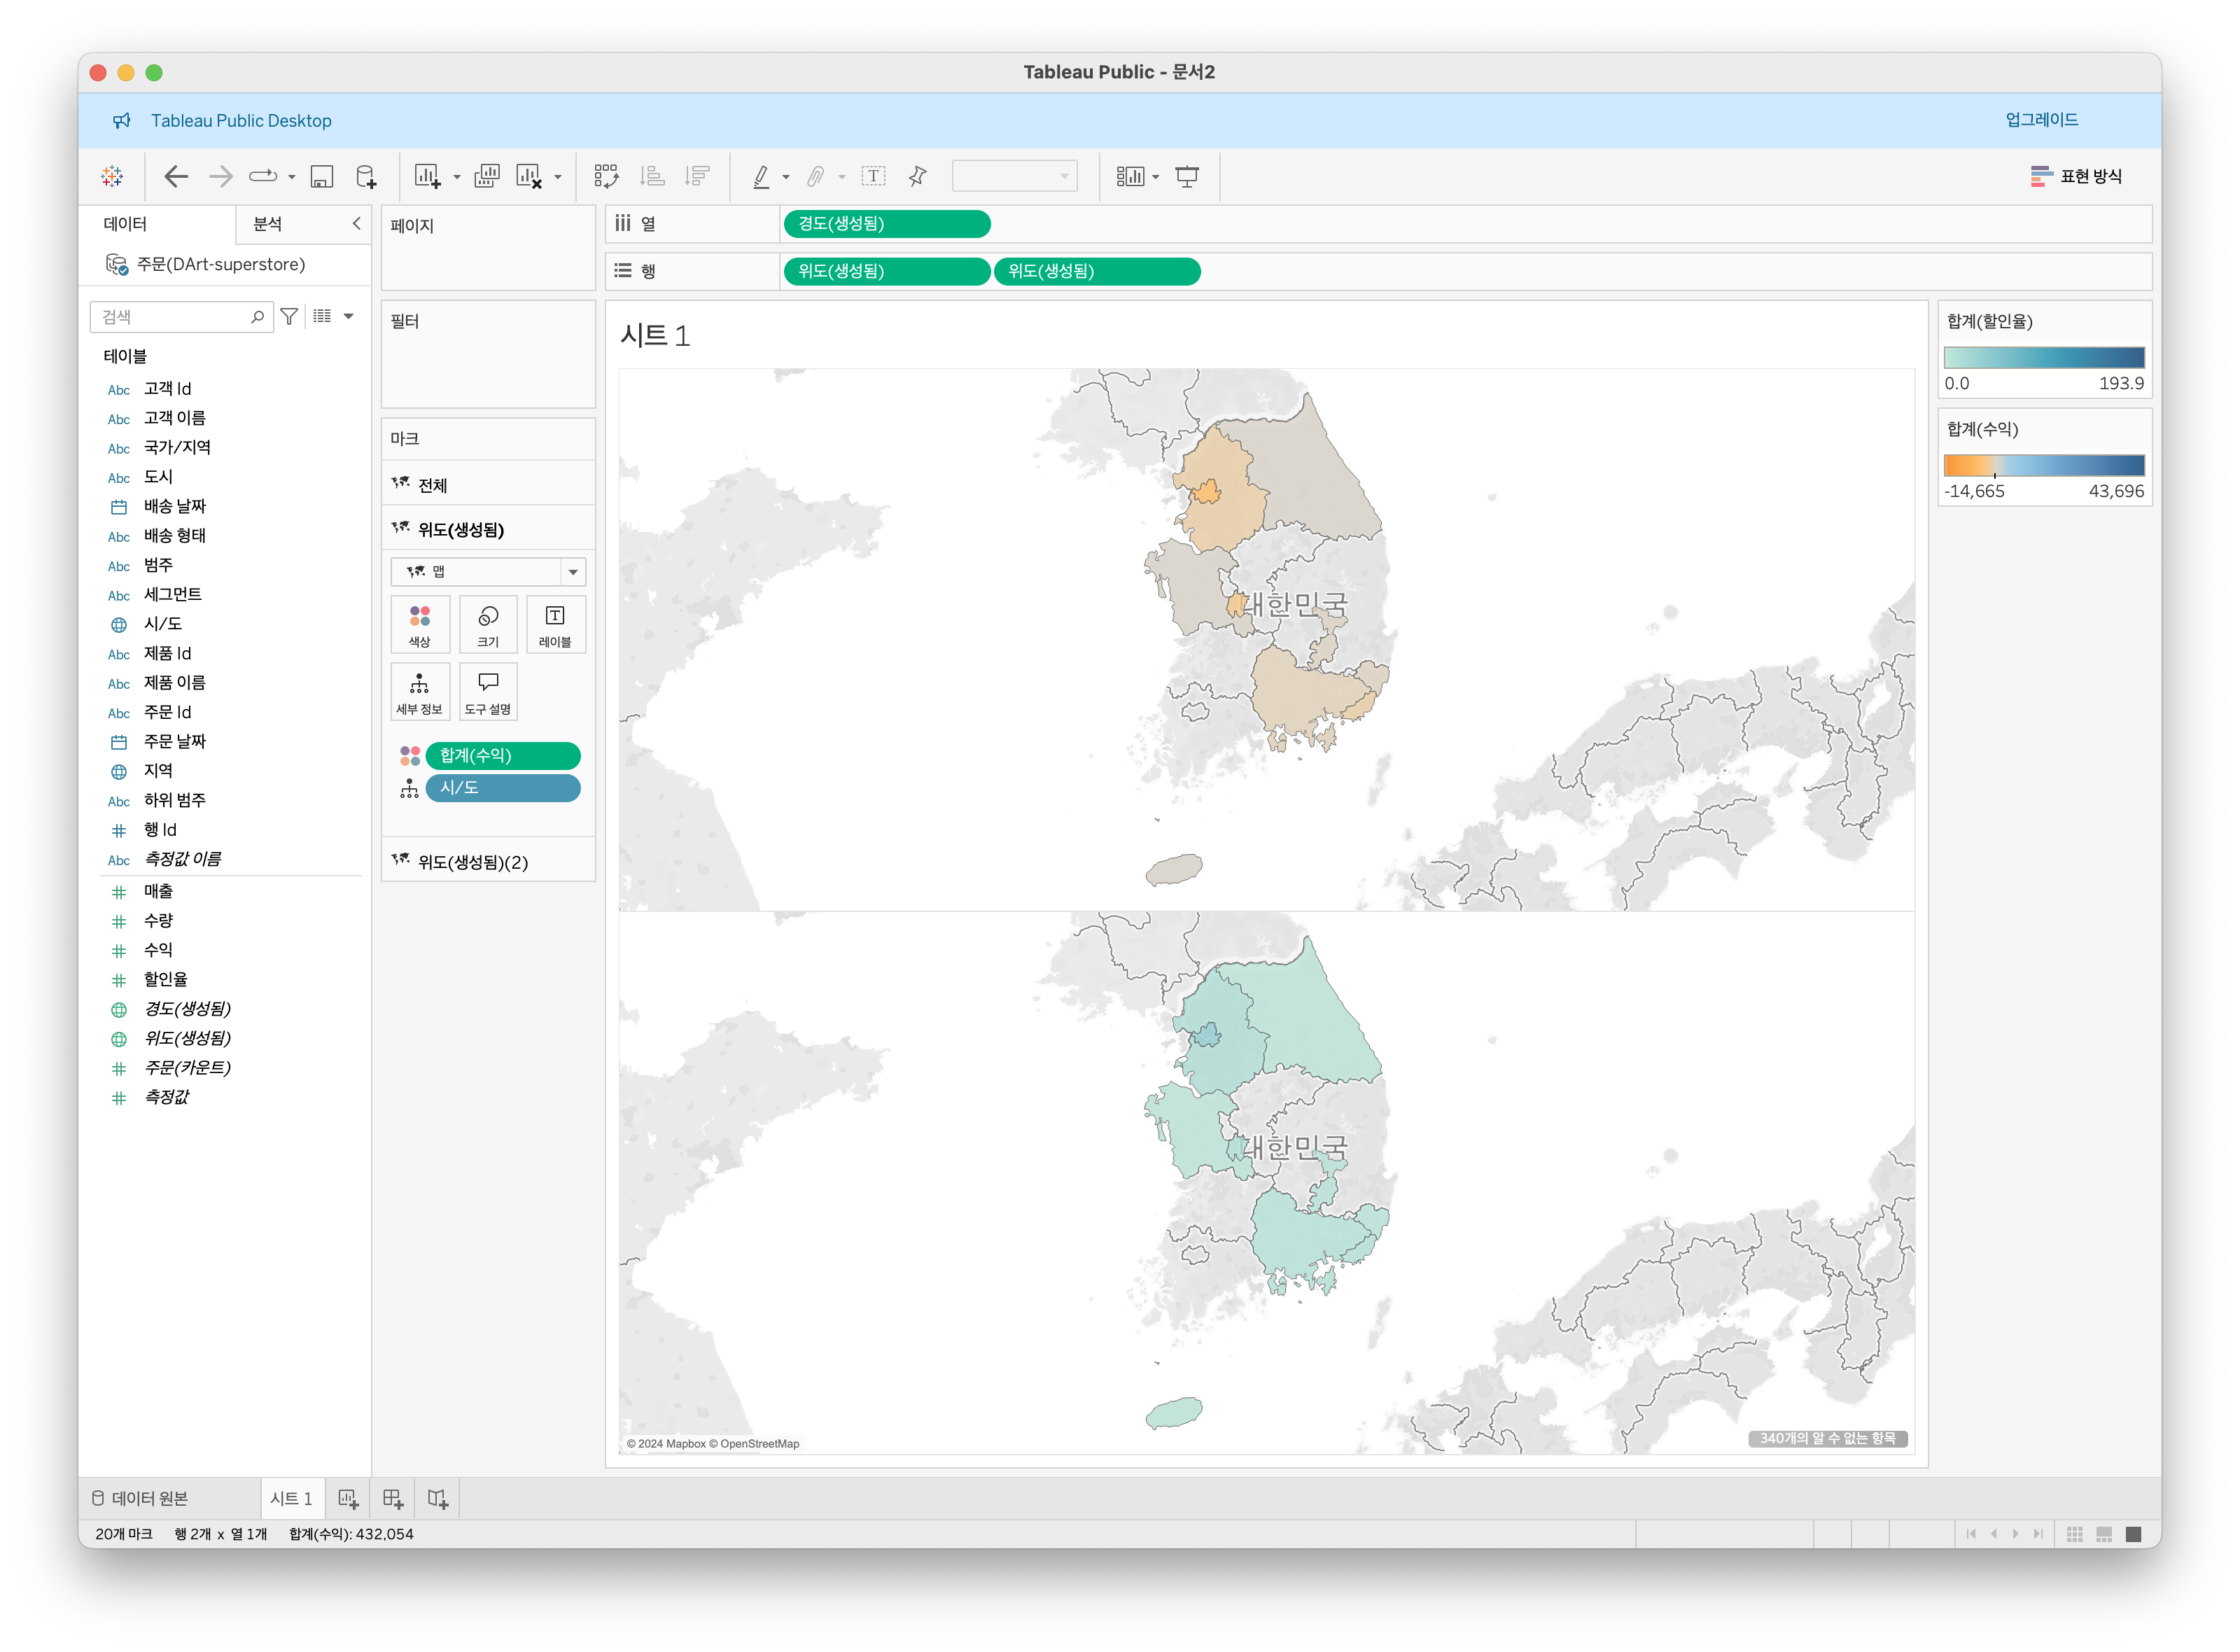 Tableau Public - 문서2
Tableau Public Desktop
업그레이드
표현 방식
데이터
분석
주문(DArt-superstore)
검색
테이블
Abc 고객 Id
Abc 고객 이름
Abc 국가/지역
Abc 도시
배송 날짜
Abc 배송 형태
Abc 범주
Abc 세그먼트
시/도
Abc 제품 Id
Abc 제품 이름
Abc 주문 Id
주문 날짜
지역
Abc 하위 범주
행 Id
Abc 측정값 이름
매출
수량
수익
할인율
경도(생성됨)
위도(생성됨)
주문(카운트)
측정값
페이지
필터
마크
전체
위도(생성됨)
맵
색상
크기
레이블
세부 정보
도구 설명
합계(수익)
시/도
위도(생성됨)(2)
열
경도(생성됨)
행
위도(생성됨)
위도(생성됨)
시트 1
대한민국
대한민국
© 2024 Mapbox © OpenStreetMap
340개의 알 수 없는 항목
합계(할인율)
0.0
193.9
합계(수익)
-14,665
43,696
데이터 원본
시트 1
20개 마크
행 2개 x 열 1개
합계(수익): 432,054